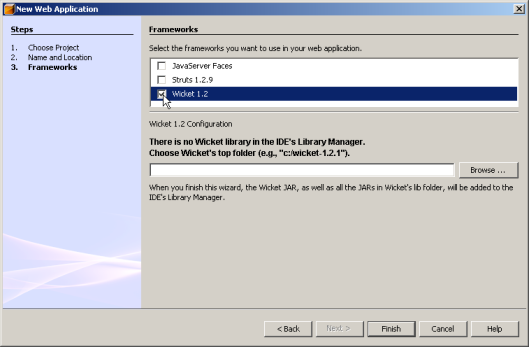 New Web Application
Steps
1. Choose Project
2. Name and Location
3. Frameworks
Frameworks
Select the frameworks you want to use in your web application.
JavaServer Faces
Struts 1.2.9
Wicket 1.2
Wicket 1.2 Configuration
There is no Wicket library in the IDE's Library Manager.
Choose Wicket's top folder (e.g., "c:/wicket-1.2.1").
Browse ...
When you finish this wizard, the Wicket JAR, as well as all the JARs in Wicket's lib folder, will be added to the
IDE's Library Manager.
< Back
Next >
Finish
Cancel
Help